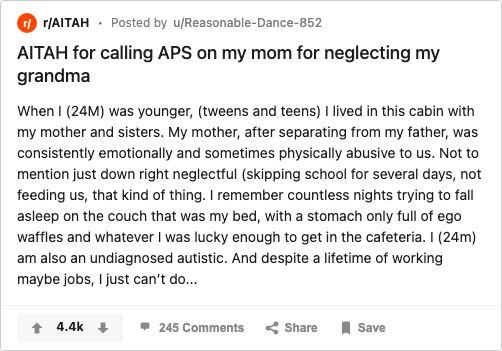 r/ r/AITAH · Posted by u/Reasonable-Dance-852
AITAH for calling APS on my mom for neglecting my
grandma
When I (24M) was younger, (tweens and teens) I lived in this cabin with
my mother and sisters. My mother, after separating from my father, was
consistently emotionally and sometimes physically abusive to us. Not to
mention just down right neglectful (skipping school for several days, not
feeding us, that kind of thing. I remember countless nights trying to fall
asleep on the couch that was my bed, with a stomach only full of ego
waffles and whatever I was lucky enough to get in the cafeteria. I (24m)
am also an undiagnosed autistic. And despite a lifetime of working
maybe jobs, I just can’t do...
4.4k 245 Comments Share Save